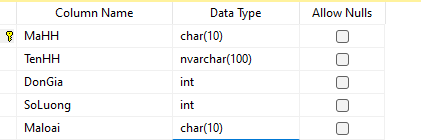 Column Name Data Type Allow Nulls
MaHH char(10)
TenHH nvarchar(100)
DonGia int
SoLuong int
Maloai char(10)